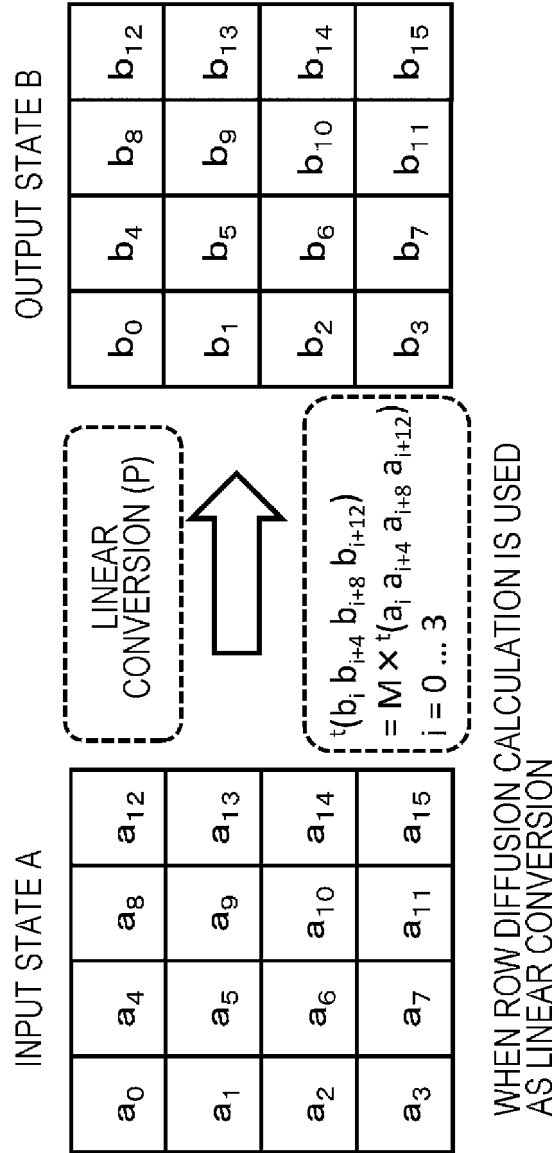 INPUT STATE A
a₀ a₄ a₈ a₁₂
a₁ a₅ a₉ a₁₃
a₂ a₆ a₁₀ a₁₄
a₃ a₇ a₁₁ a₁₅
LINEAR
CONVERSION (P)
ᵗ(bᵢ bᵢ₊₄ bᵢ₊₈ bᵢ₊₁₂)
= M × ᵗ(aᵢ aᵢ₊₄ aᵢ₊₈ aᵢ₊₁₂)
i = 0 ... 3
OUTPUT STATE B
b₀ b₄ b₈ b₁₂
b₁ b₅ b₉ b₁₃
b₂ b₆ b₁₀ b₁₄
b₃ b₇ b₁₁ b₁₅
WHEN ROW DIFFUSION CALCULATION IS USED
AS LINEAR CONVERSION